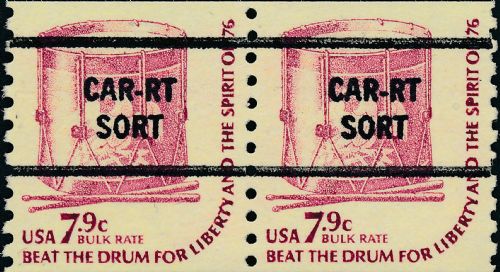 CAR-RT
SORT
USA 7.9c BULK RATE
BEAT THE DRUM FOR LIBERTY AND THE SPIRIT OF 76
CAR-RT
SORT
USA 7.9c BULK RATE
BEAT THE DRUM FOR LIBERTY AND THE SPIRIT OF 76